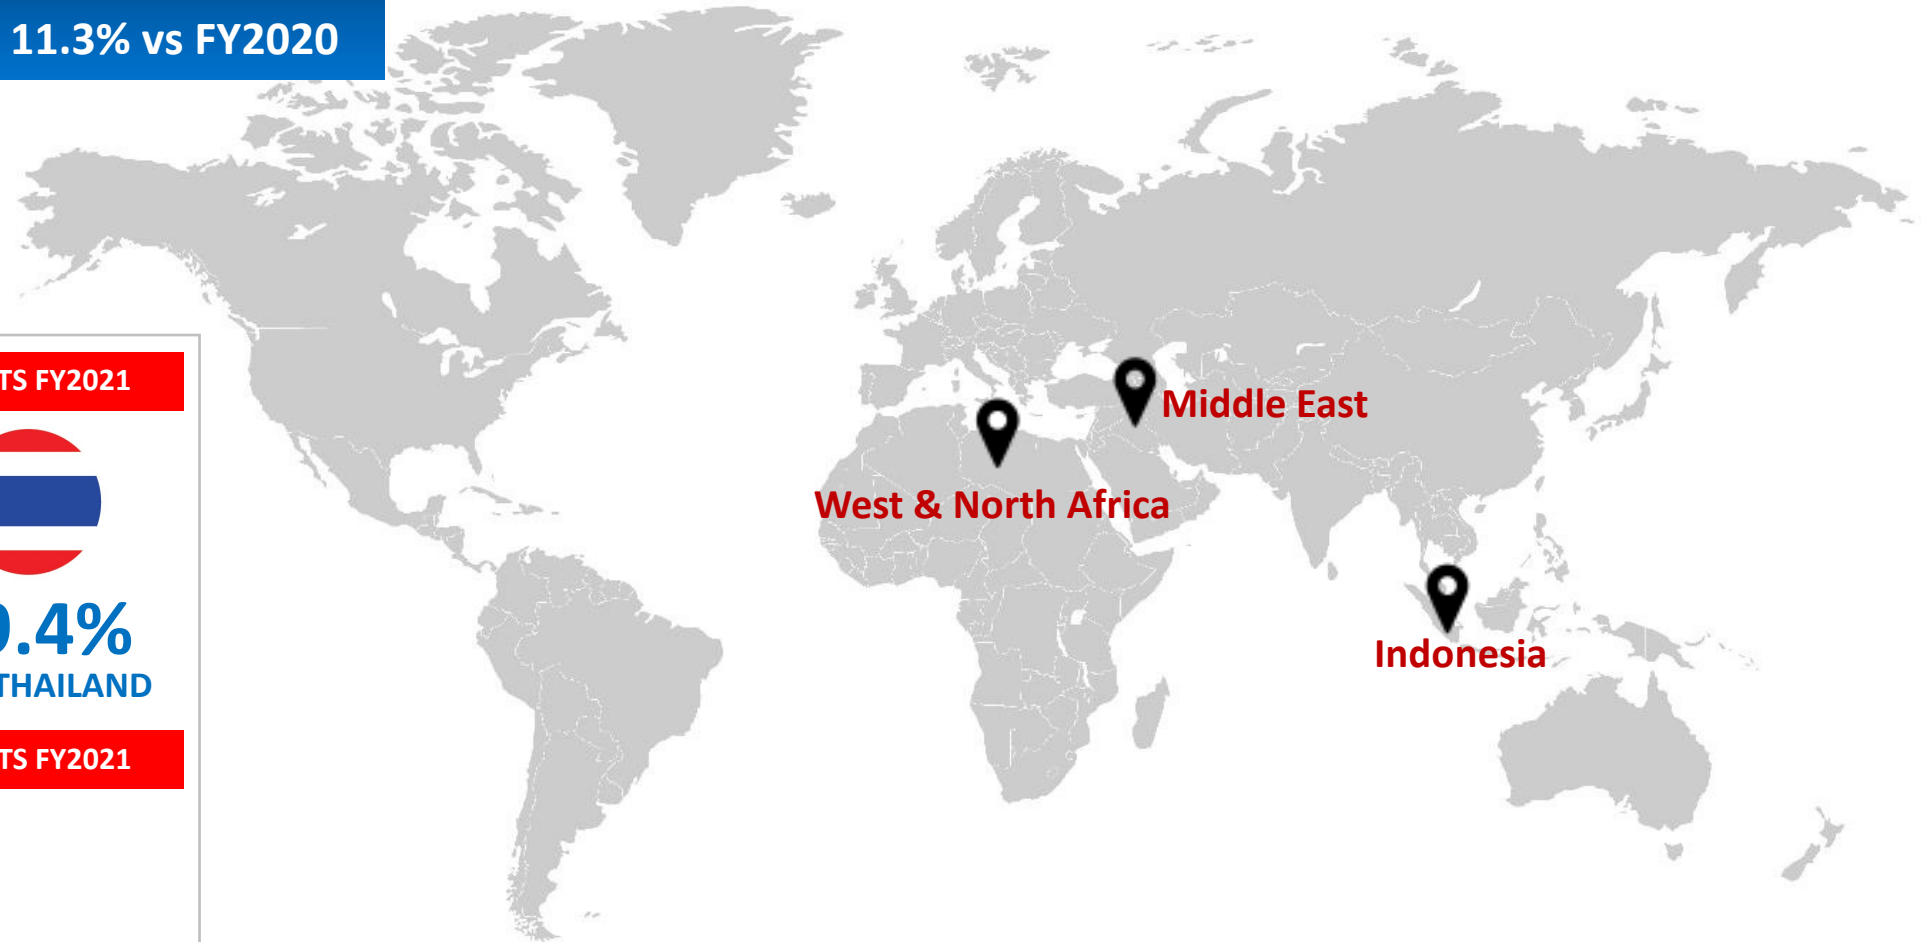 11.3% vs FY2020
TS FY2021
.4%
THAILAND
TS FY2021
Middle East
West & North Africa
Indonesia